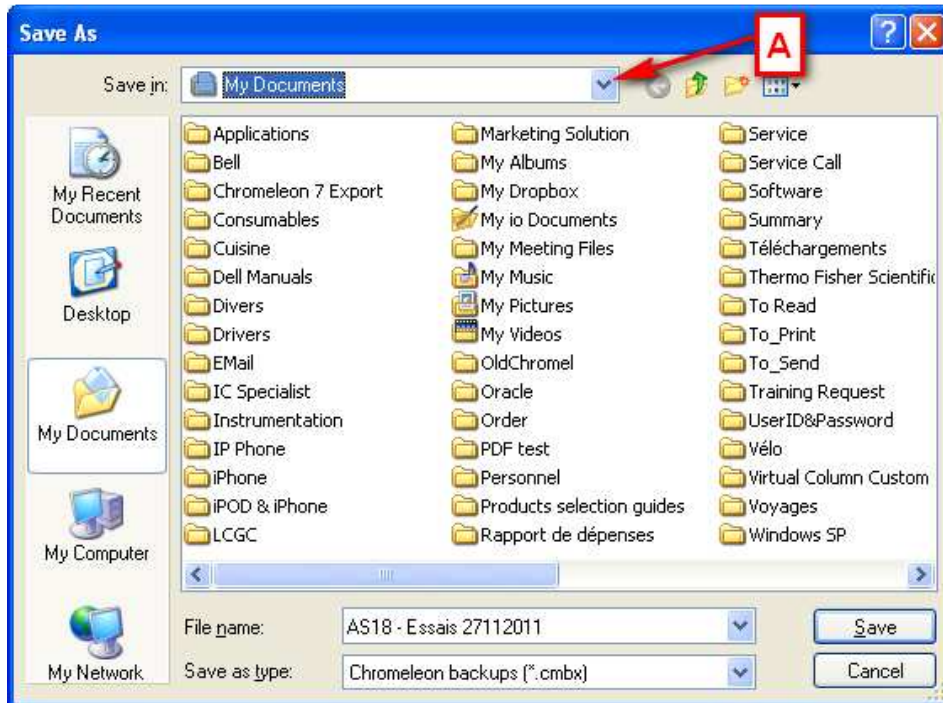 Save As
A
Save in:
My Documents
My Recent
Documents
Desktop
My Documents
My Computer
My Network
Applications
Bell
Chromeleon 7 Export
Consumables
Cuisine
Dell Manuals
Divers
Drivers
EMail
IC Specialist
Instrumentation
IP Phone
iPhone
iPOD & iPhone
LCGC
Marketing Solution
My Albums
My Dropbox
My io Documents
My Meeting Files
My Music
My Pictures
My Videos
OldChromel
Oracle
Order
PDF test
Personnel
Products selection guides
Rapport de dépenses
Service
Service Call
Software
Summary
Téléchargements
Thermo Fisher Scientific
To Read
To_Print
To_Send
Training Request
UserID&Password
Vélo
Virtual Column Custom
Voyages
Windows SP
File name:
AS18 - Essais 27112011
Save
Save as type:
Chromeleon backups (*.cmbx)
Cancel